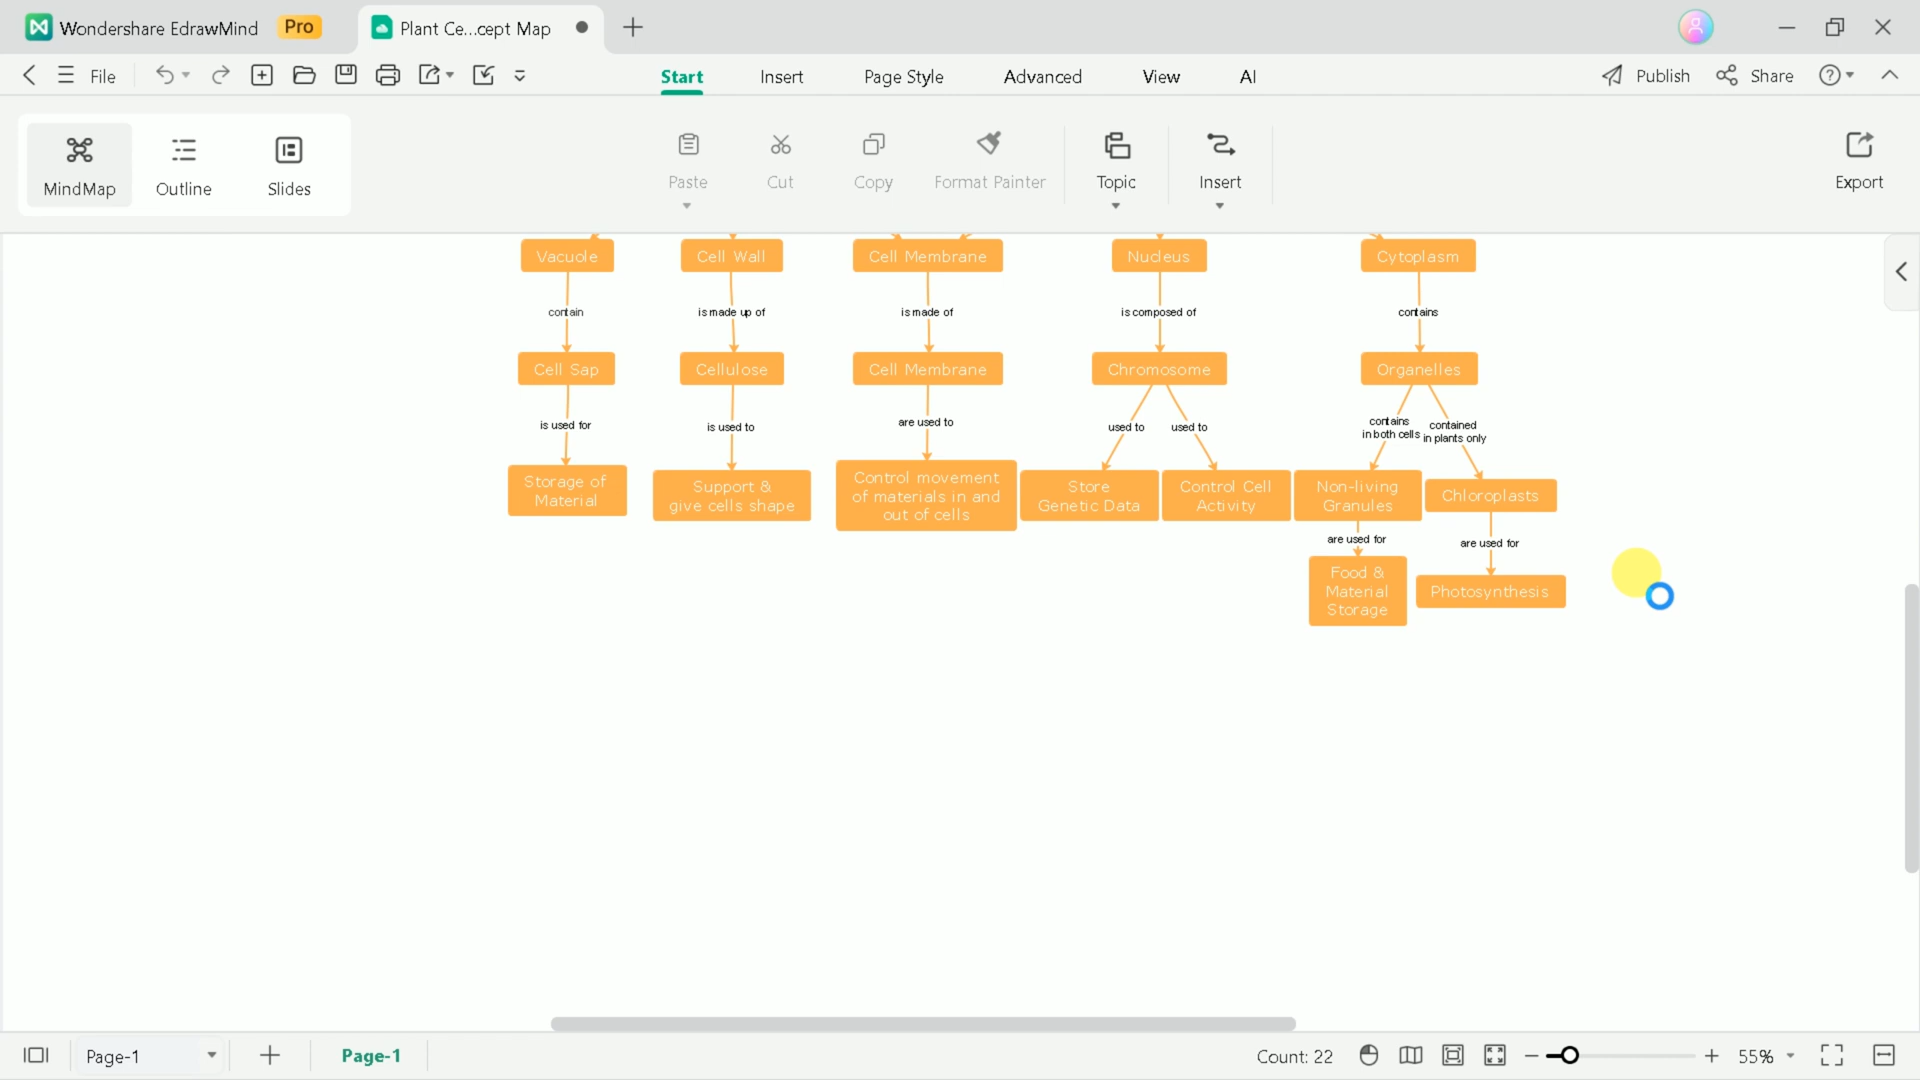 Wondershare EdrawMind Pro
Plant Ce...cept Map
File
Start Insert Page Style Advanced View AI
Publish Share
MindMap Outline Slides
Paste Cut Copy Format Painter Topic Insert
Export
Vacuole Cell Wall Cell Membrane Nucleus Cytoplasm
contain is made up of is made of is composed of contains
Cell Sap Cellulose Cell Membrane Chromosome Organelles
is used for is used to are used to used to used to
contains
in both cells
contained
in plants only
Storage of
Material
Support &
give cells shape
Control movement
of materials in and
out of cells
Store
Genetic Data
Control Cell
Activity
Non-living
Granules
Chloroplasts
are used for are used for
Food &
Material
Storage
Photosynthesis
Page-1 Page-1
Count: 22 55%